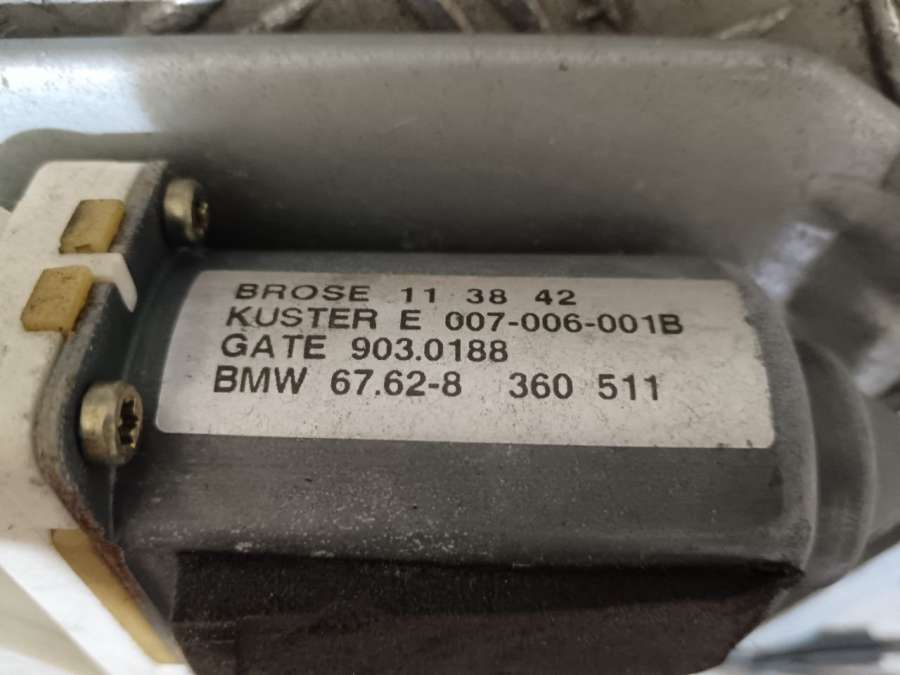 BROSE 11 38 42
KUSTER E 007-006-001B
GATE 903.0188
BMW 67.62-8 360 511